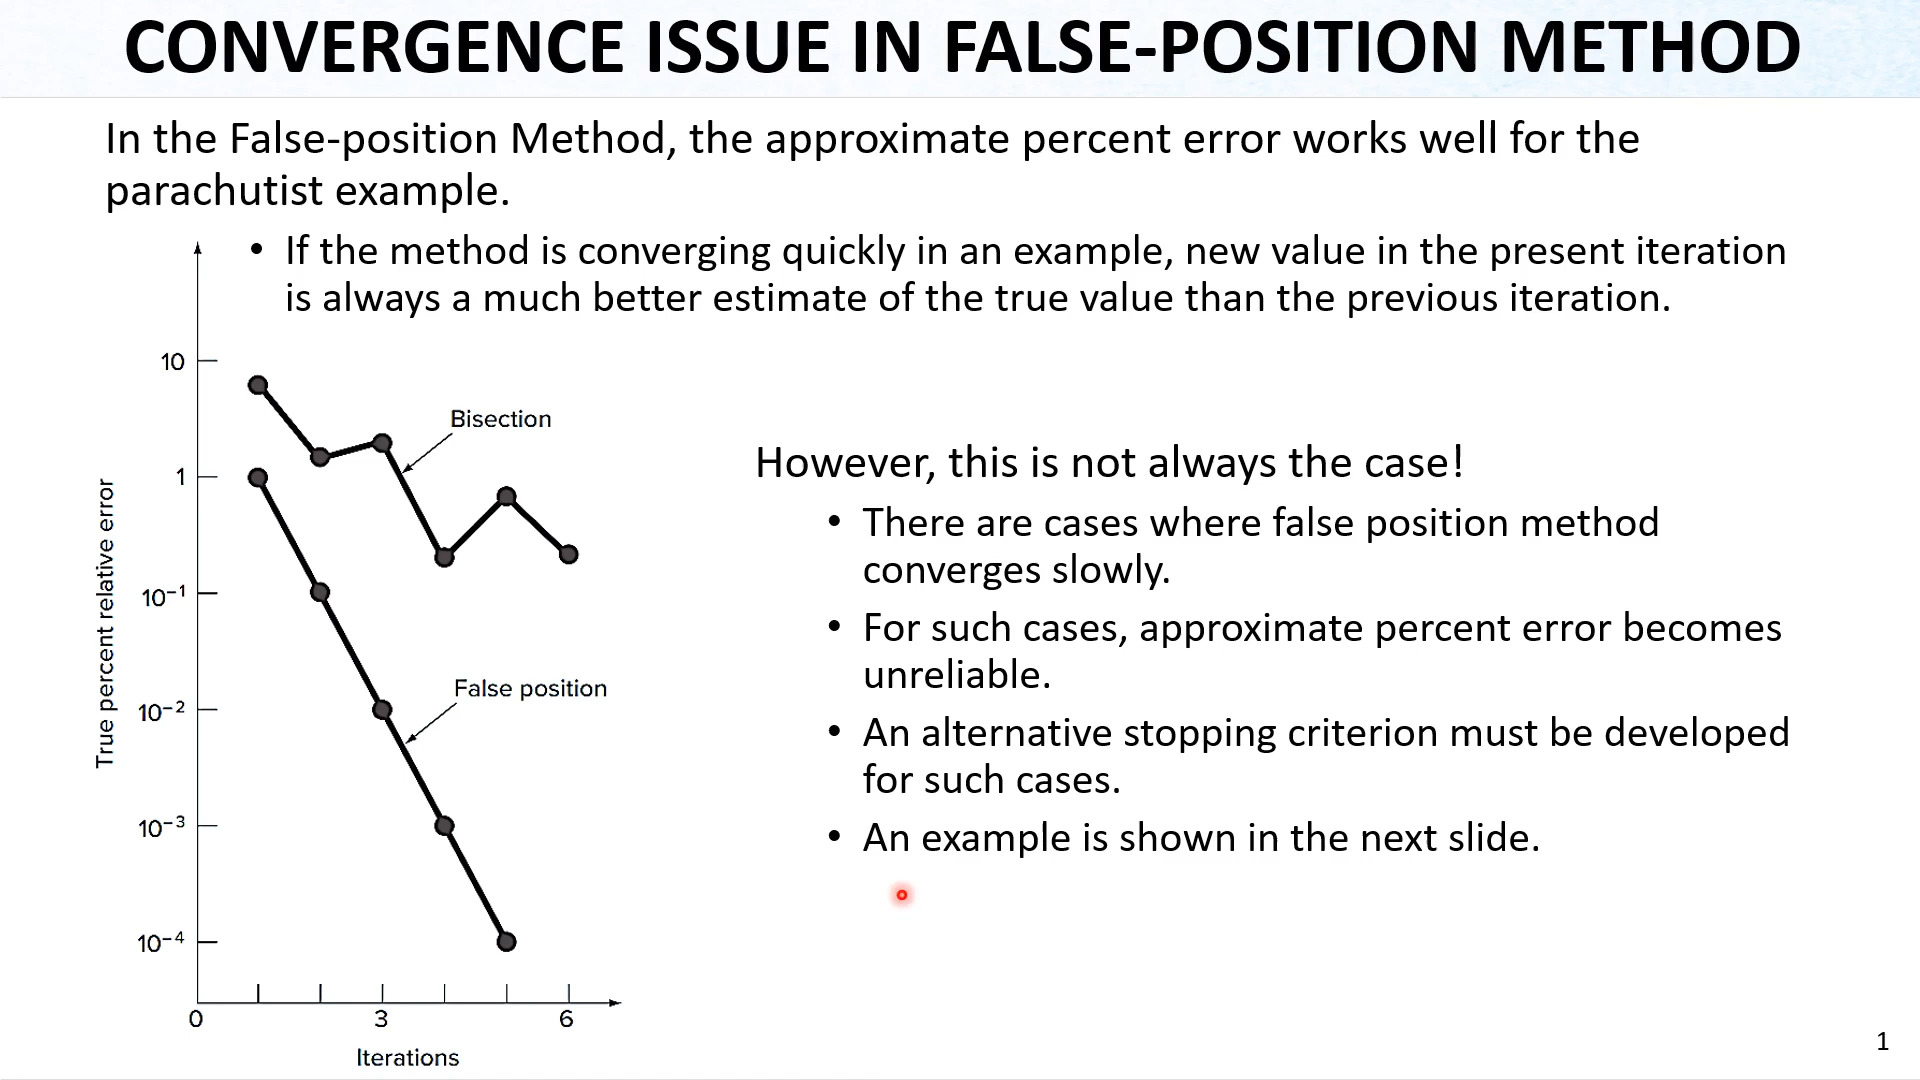 CONVERGENCE ISSUE IN FALSE-POSITION METHOD
In the False-position Method, the approximate percent error works well for the
parachutist example.
• If the method is converging quickly in an example, new value in the present iteration
is always a much better estimate of the true value than the previous iteration.
10
1
10⁻¹
10⁻²
10⁻³
10⁻⁴
True percent relative error
Bisection
False position
0
3
6
Iterations
However, this is not always the case!
• There are cases where false position method
converges slowly.
• For such cases, approximate percent error becomes
unreliable.
• An alternative stopping criterion must be developed
for such cases.
• An example is shown in the next slide.
1